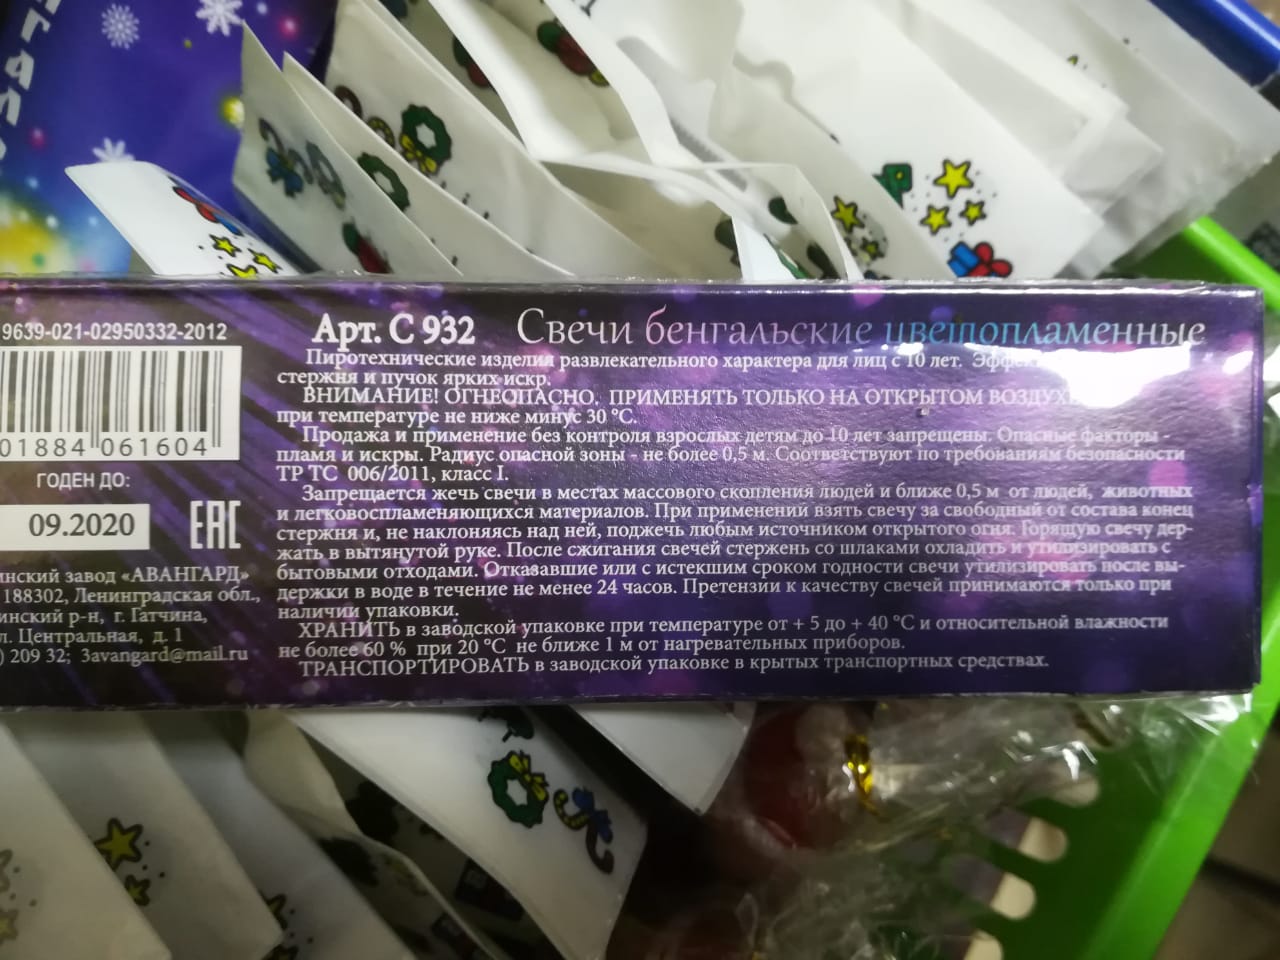 9639-021-02950332-2012
01884 061604
ГОДЕН ДО:
09.2020
ЕАС
инский завод «АВАНГАРД»
188302, Ленинградская обл.,
инский р-н, г. Гатчина,
л. Центральная, д. 1
) 209 32; 3avangard@mail.ru
Арт. С 932 Свечи бенгальские цветопламенные
Пиротехнические изделия развлекательного характера для лиц с 10 лет.
стержня и пучок ярких искр.
ВНИМАНИЕ! ОГНЕОПАСНО. ПРИМЕНЯТЬ ТОЛЬКО НА ОТКРЫТОМ ВОЗДУХЕ
при температуре не ниже минус 30 °С.
Продажа и применение без контроля взрослых детям до 10 лет запрещены. Опасные факторы -
пламя и искры. Радиус опасной зоны - не более 0,5 м. Соответствуют по требованиям безопасности
ТР ТС 006/2011, класс I.
Запрещается жечь свечи в местах массового скопления людей и ближе 0,5 м от людей, животных
и легковоспламеняющихся материалов. При применении взять свечу за свободный от состава конец
стержня и, не наклоняясь над ней, поджечь любым источником открытого огня. Горящую свечу дер-
жать в вытянутой руке. После сжигания свечей стержень со шлаками охладить и утилизировать с
бытовыми отходами. Отказавшие или с истекшим сроком годности свечи утилизировать после вы-
держки в воде в течение не менее 24 часов. Претензии к качеству свечей принимаются только при
наличии упаковки.
ХРАНИТЬ в заводской упаковке при температуре от + 5 до + 40 °С и относительной влажности
не более 60 % при 20 °С не ближе 1 м от нагревательных приборов.
ТРАНСПОРТИРОВАТЬ в заводской упаковке в крытых транспортных средствах.